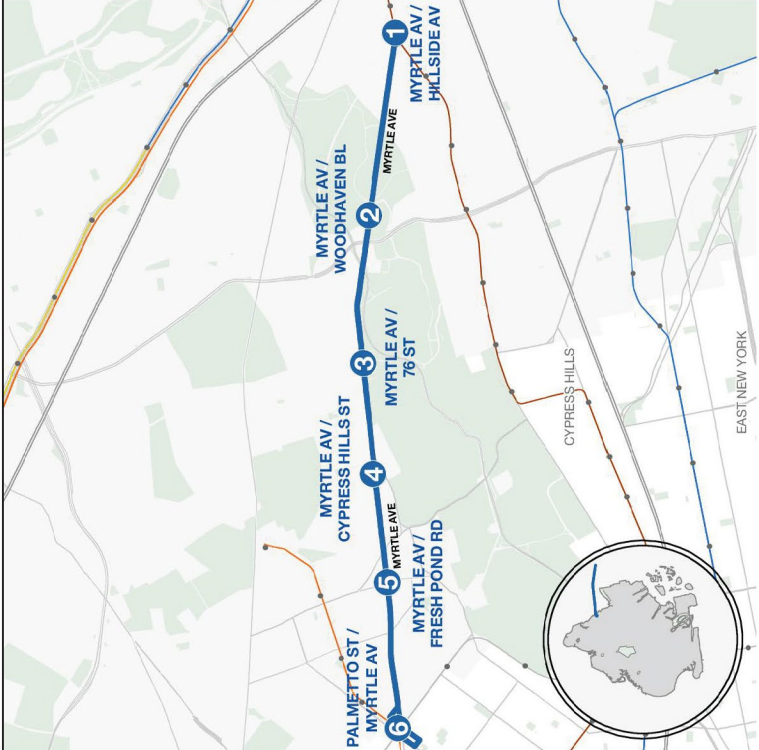 1
MYRTLE AV /
HILLSIDE AV
MYRTLE AVE
2
MYRTLE AV /
WOODHAVEN BL
3
MYRTLE AV /
76 ST
4
MYRTLE AV /
CYPRESS HILLS ST
MYRTLE AVE
5
MYRTLE AV /
FRESH POND RD
6
PALMETTO ST /
MYRTLE AV
CYPRESS HILLS
EAST NEW YORK